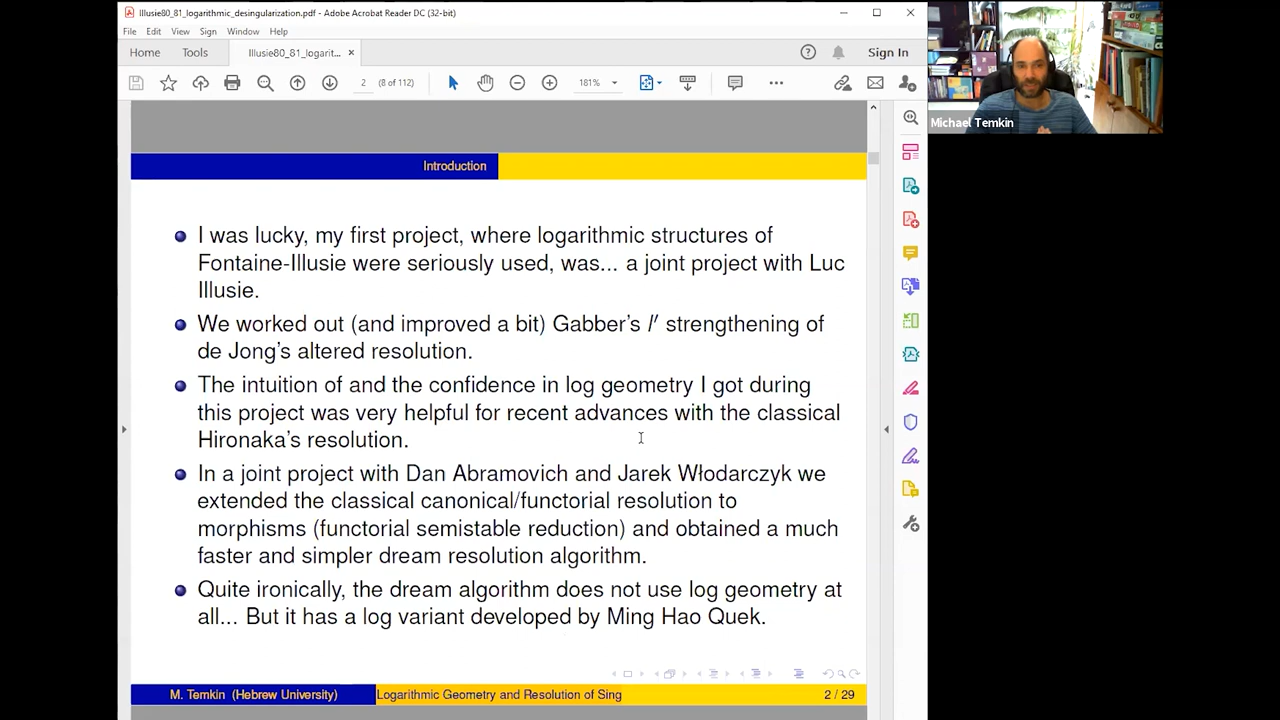 Illusie80_81_logarithmic_desingularization.pdf - Adobe Acrobat Reader DC (32-bit)
File Edit View Sign Window Help
Home Tools Illusie80_81_logarit... Sign In
2 (8 of 112) 181%
Michael Temkin
Introduction
I was lucky, my first project, where logarithmic structures of
Fontaine-Illusie were seriously used, was... a joint project with Luc
Illusie.
We worked out (and improved a bit) Gabber's l' strengthening of
de Jong's altered resolution.
The intuition of and the confidence in log geometry I got during
this project was very helpful for recent advances with the classical
Hironaka's resolution.
In a joint project with Dan Abramovich and Jarek Włodarczyk we
extended the classical canonical/functorial resolution to
morphisms (functorial semistable reduction) and obtained a much
faster and simpler dream resolution algorithm.
Quite ironically, the dream algorithm does not use log geometry at
all... But it has a log variant developed by Ming Hao Quek.
M. Temkin (Hebrew University) Logarithmic Geometry and Resolution of Sing 2 / 29